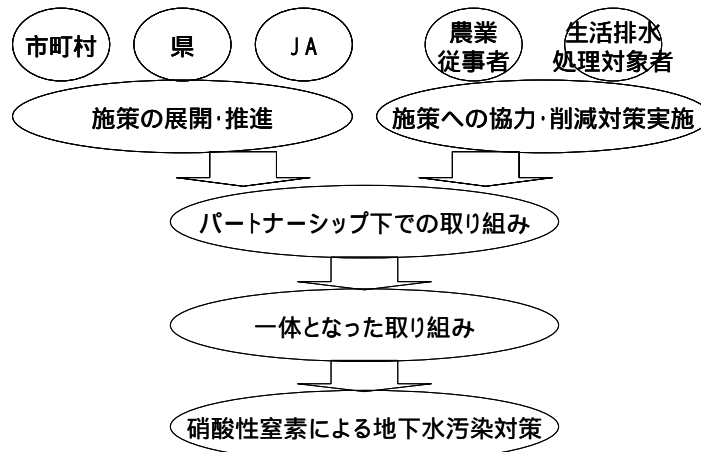 市町村
県
JA
農業
従事者
生活排水
処理対象者
施策の展開・推進
施策への協力・削減対策実施
パートナーシップ下での取り組み
一体となった取り組み
硝酸性窒素による地下水汚染対策